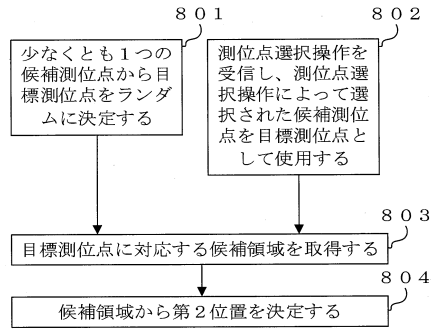 ８０１
少なくとも１つの
候補測位点から目
標測位点をランダ
ムに決定する
８０２
測位点選択操作を
受信し、測位点選
択操作によって選
択された候補測位
点を目標測位点と
して使用する
８０３
目標測位点に対応する候補領域を取得する
８０４
候補領域から第２位置を決定する